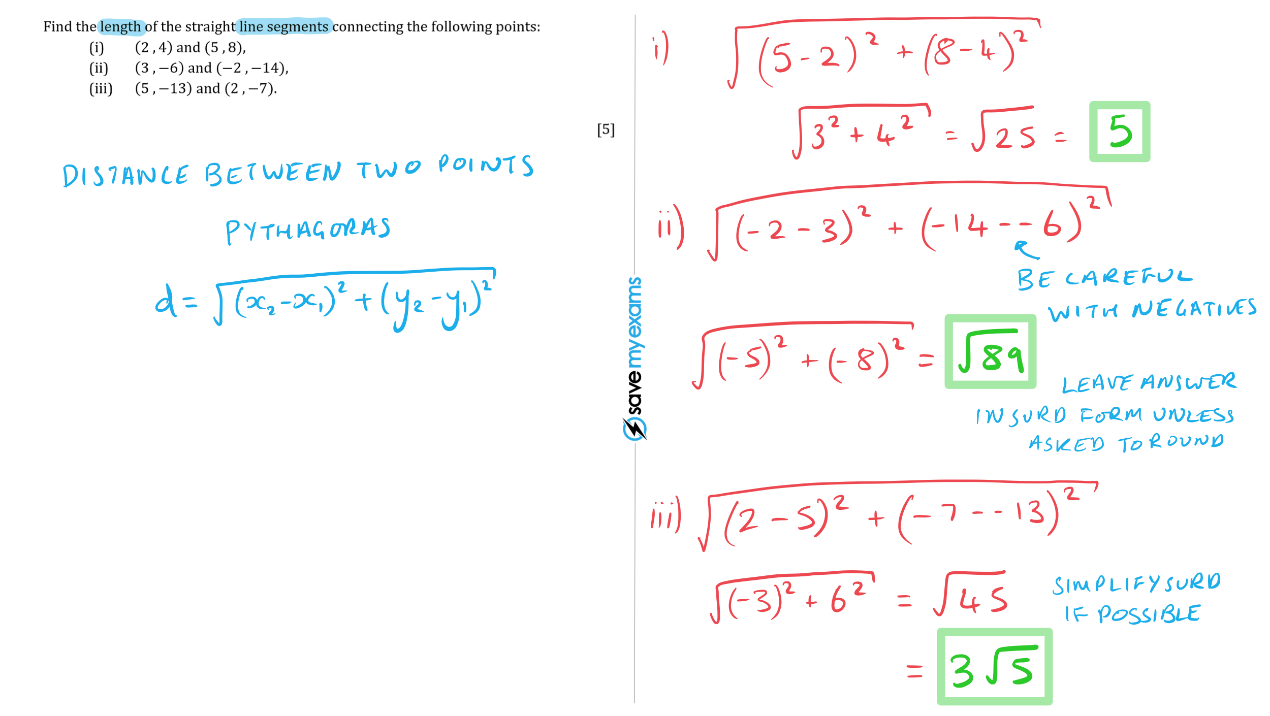 Find the length of the straight line segments connecting the following points:
(i) (2 , 4) and (5 , 8),
(ii) (3 , −6) and (−2 , −14),
(iii) (5 , −13) and (2 , −7).
[5]
DISTANCE BETWEEN TWO POINTS
PYTHAGORAS
d = √((x₂ − x₁)² + (y₂ − y₁)²)
savemyexams
i) √((5 − 2)² + (8 − 4)²)
√(3² + 4²) = √25 = 5
ii) √((−2 − 3)² + (−14 − − 6)²)
BE CAREFUL
WITH NEGATIVES
√((−5)² + (−8)²) = √89
LEAVE ANSWER
IN SURD FORM UNLESS
ASKED TO ROUND
iii) √((2 − 5)² + (−7 − − 13)²)
√((−3)² + 6²) = √45
SIMPLIFY SURD
IF POSSIBLE
= 3√5